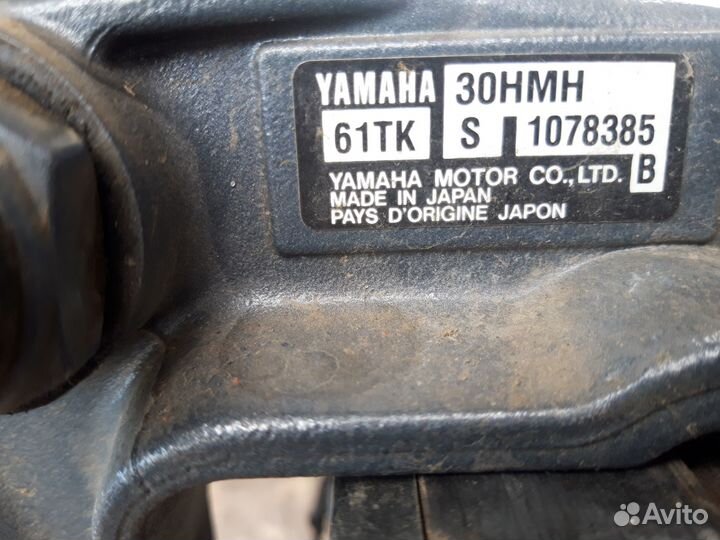 YAMAHA 30HMH
61TK S 1078385
YAMAHA MOTOR CO.,LTD. B
MADE IN JAPAN
PAYS D'ORIGINE JAPON
Avito